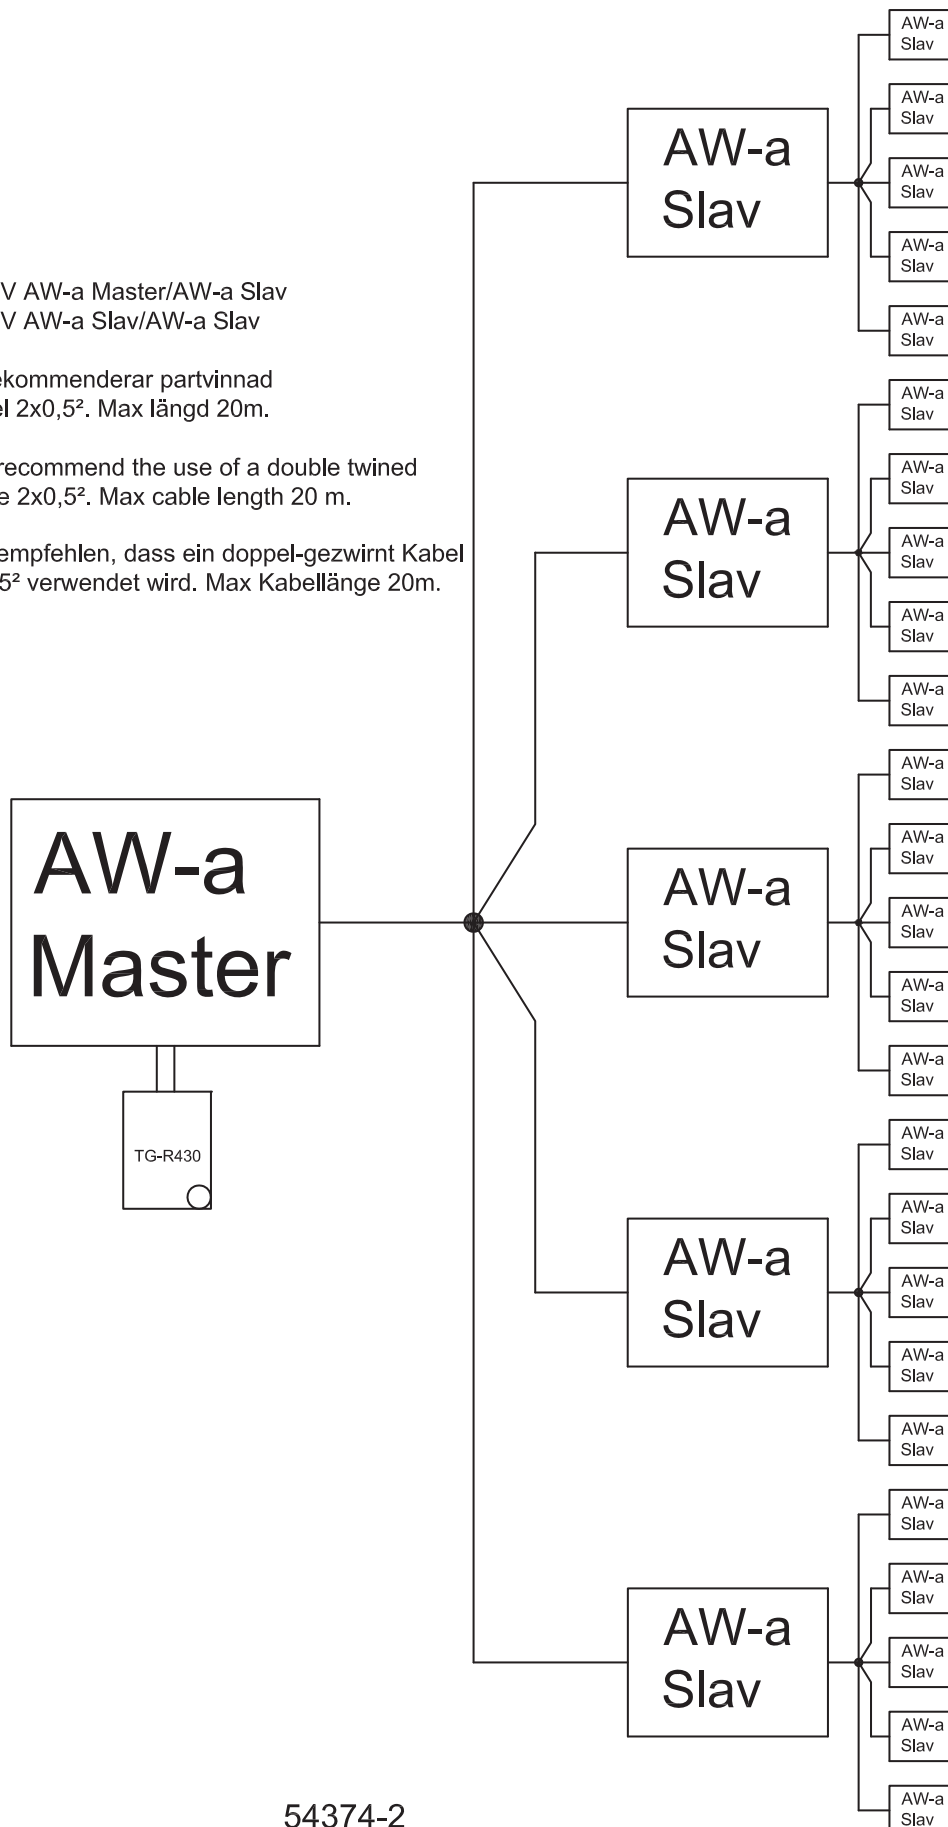 V AW-a Master/AW-a Slav
V AW-a Slav/AW-a Slav
ekommenderar partvinnad
el 2x0,5². Max längd 20m.
recommend the use of a double twined
e 2x0,5². Max cable length 20 m.
empfehlen, dass ein doppel-gezwirnt Kabel
5² verwendet wird. Max Kabellänge 20m.
AW-a
Master
TG-R430
AW-a
Slav
AW-a
Slav
AW-a
Slav
AW-a
Slav
AW-a
Slav
AW-a
Slav
AW-a
Slav
AW-a
Slav
AW-a
Slav
AW-a
Slav
AW-a
Slav
AW-a
Slav
AW-a
Slav
AW-a
Slav
AW-a
Slav
AW-a
Slav
AW-a
Slav
AW-a
Slav
AW-a
Slav
AW-a
Slav
AW-a
Slav
AW-a
Slav
AW-a
Slav
AW-a
Slav
AW-a
Slav
AW-a
Slav
AW-a
Slav
AW-a
Slav
AW-a
Slav
AW-a
Slav
54374-2